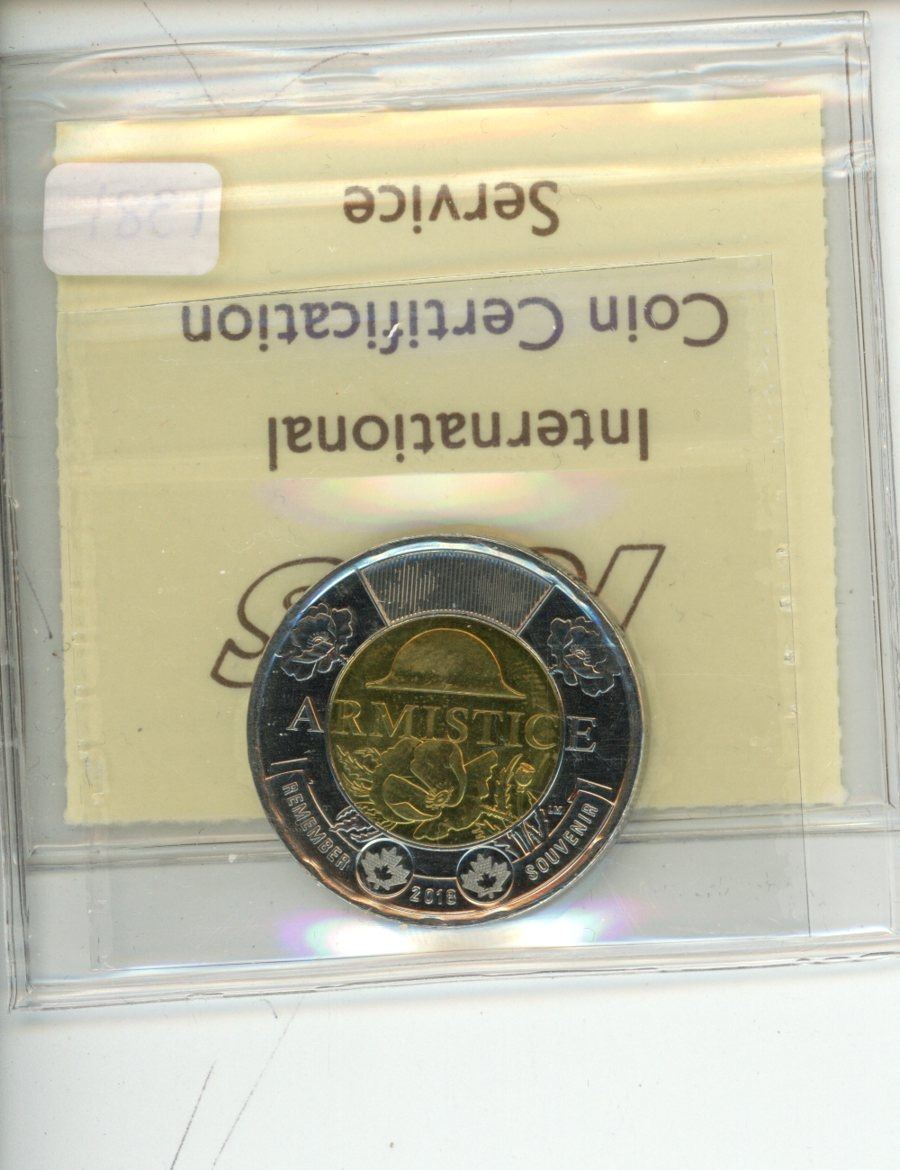 1381
Service
Coin Certification
International
ARMISTICE
REMEMBER
2018
SOUVENIR